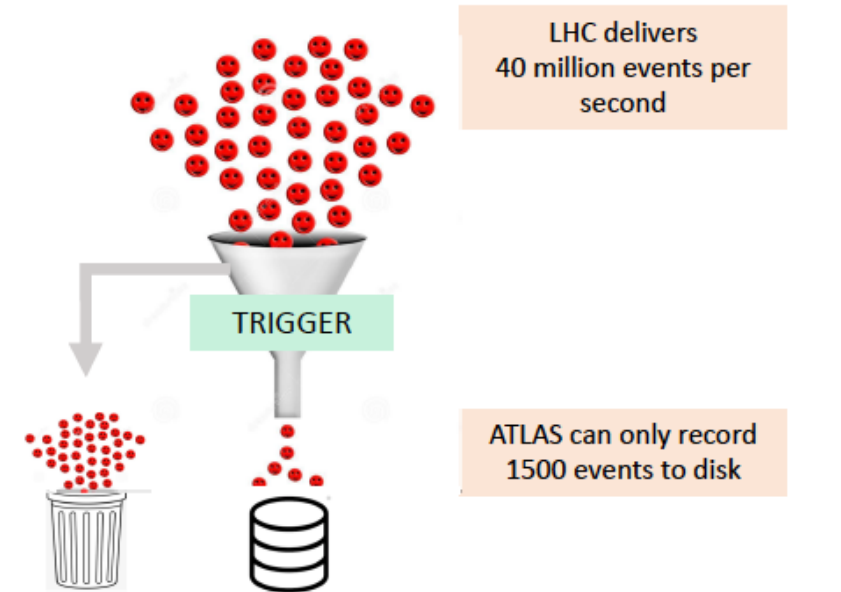 LHC delivers
40 million events per
second
TRIGGER
ATLAS can only record
1500 events to disk